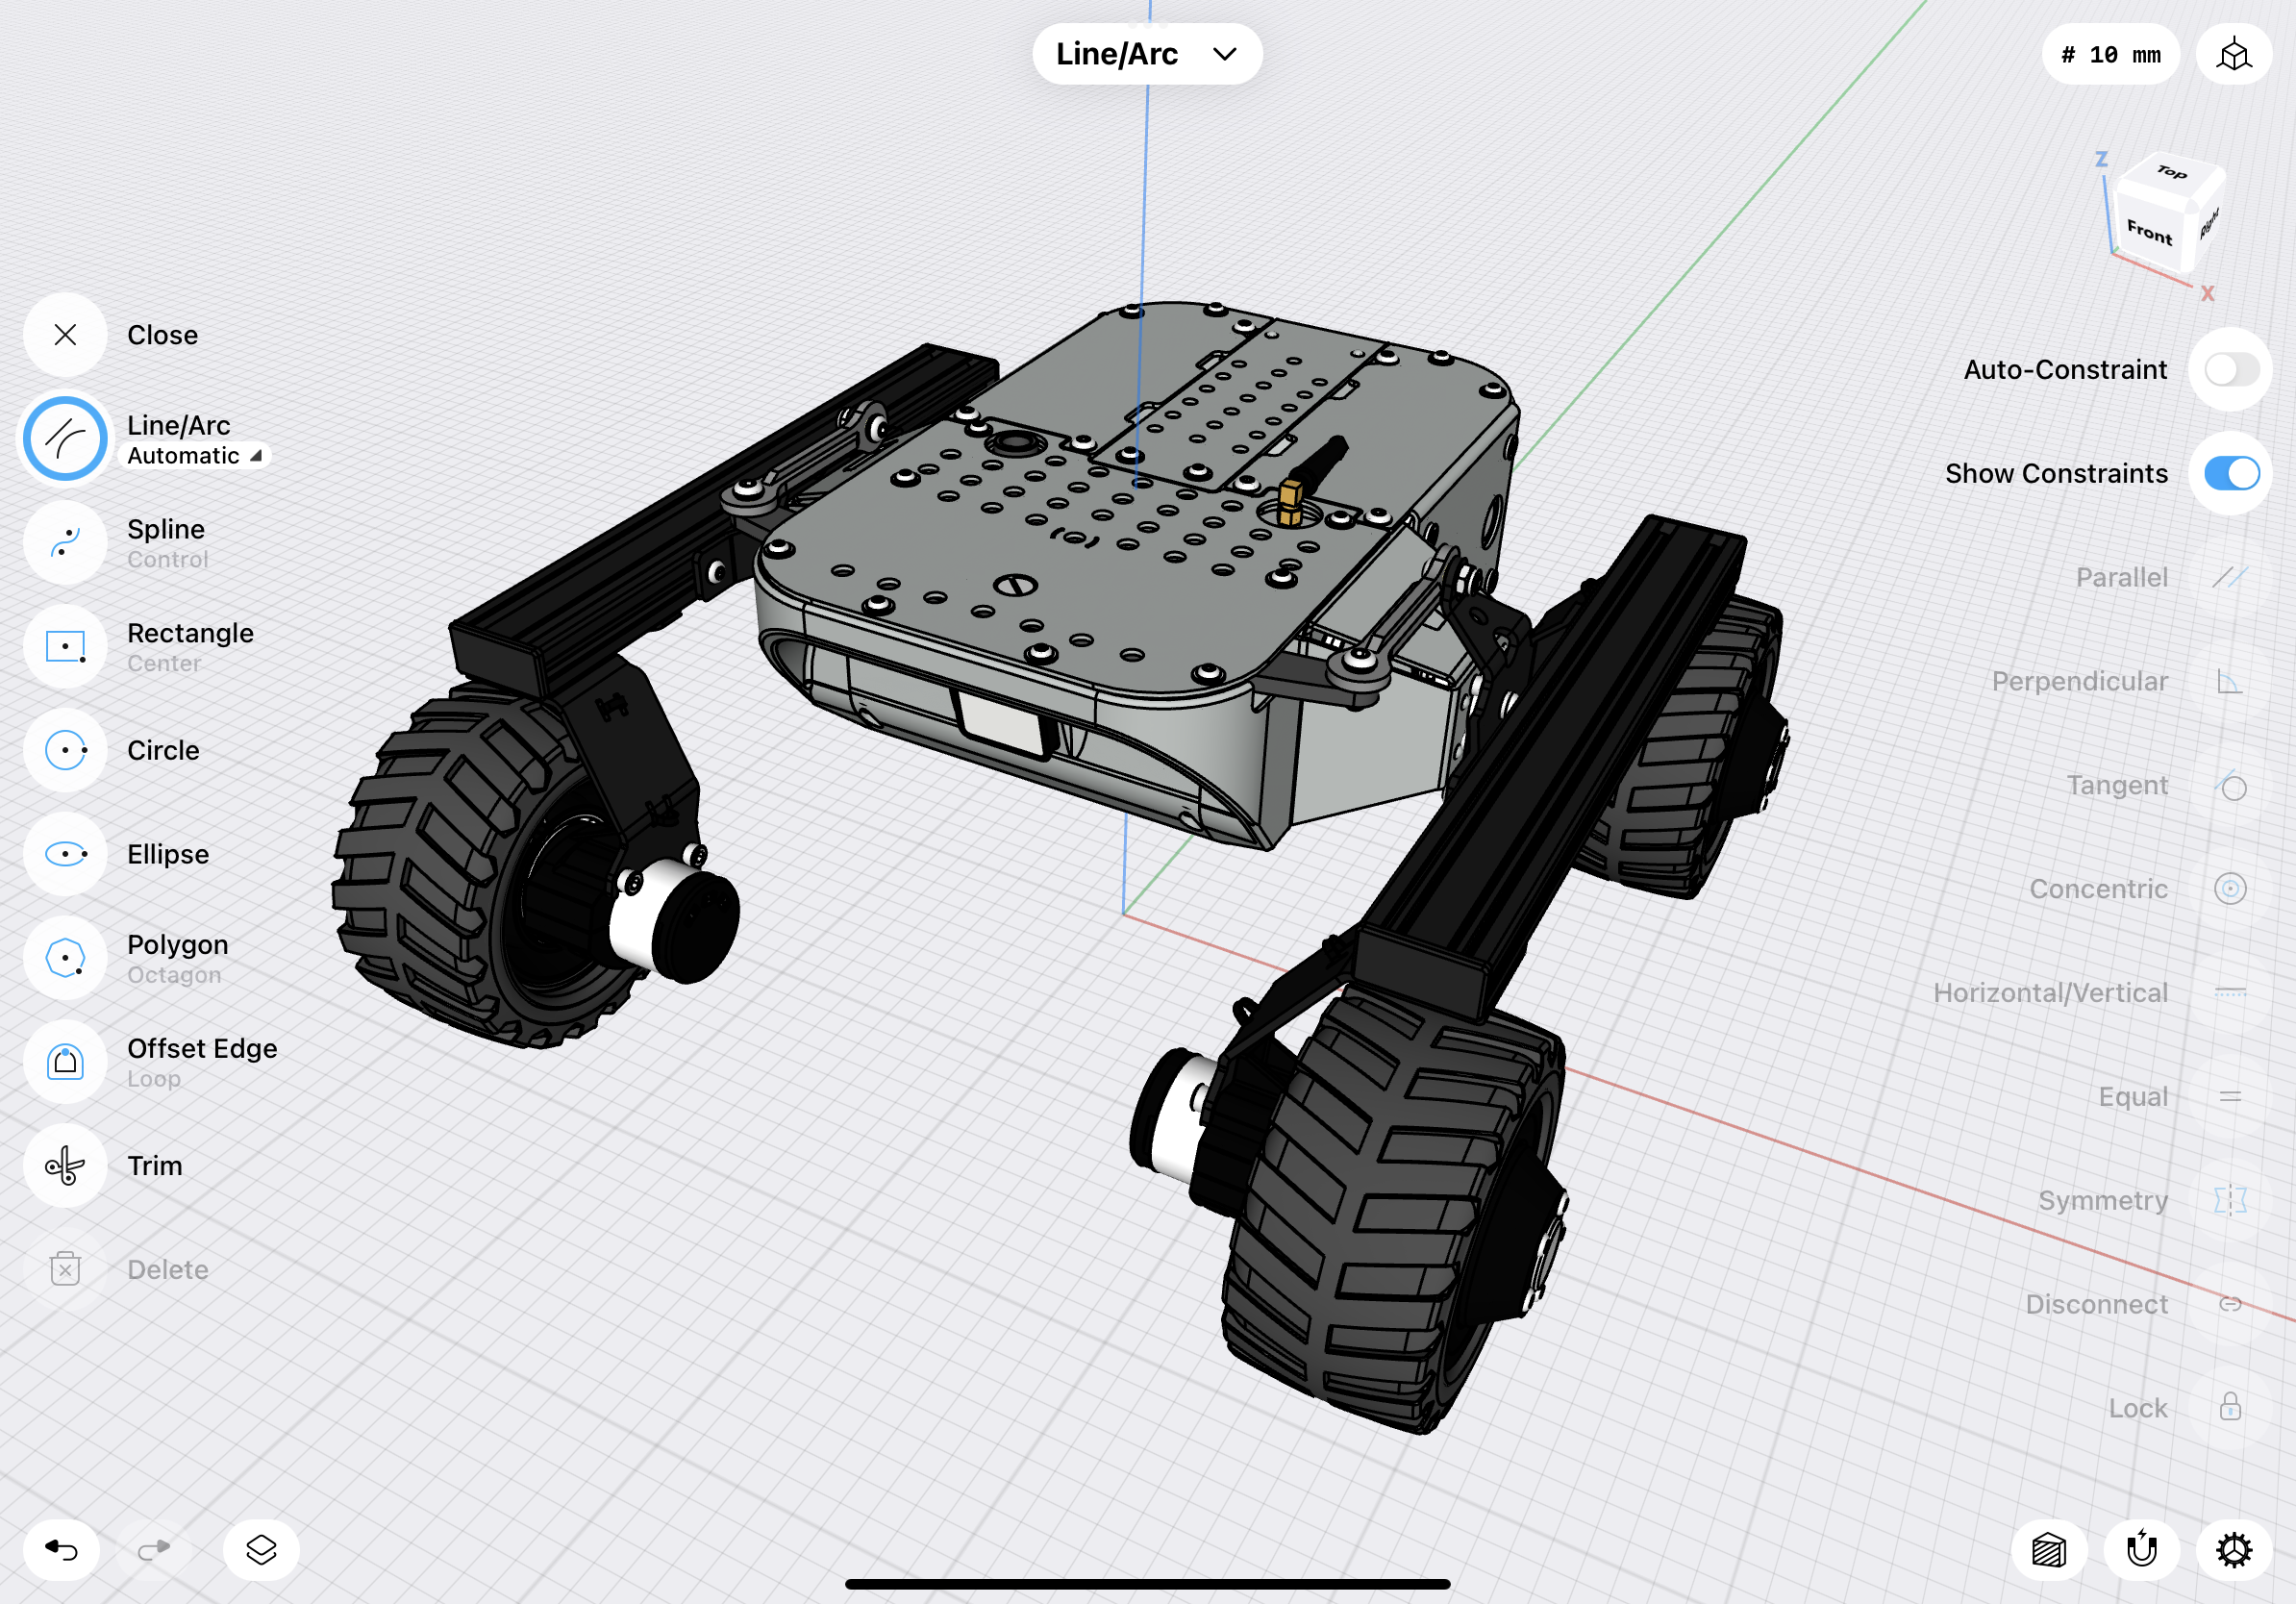 Line/Arc
# 10 mm
Z
Top
Front
Right
X
Close
Line/Arc
Automatic
Spline
Control
Rectangle
Center
Circle
Ellipse
Polygon
Octagon
Offset Edge
Loop
Trim
Delete
Auto-Constraint
Show Constraints
Parallel
Perpendicular
Tangent
Concentric
Horizontal/Vertical
Equal
Symmetry
Disconnect
Lock